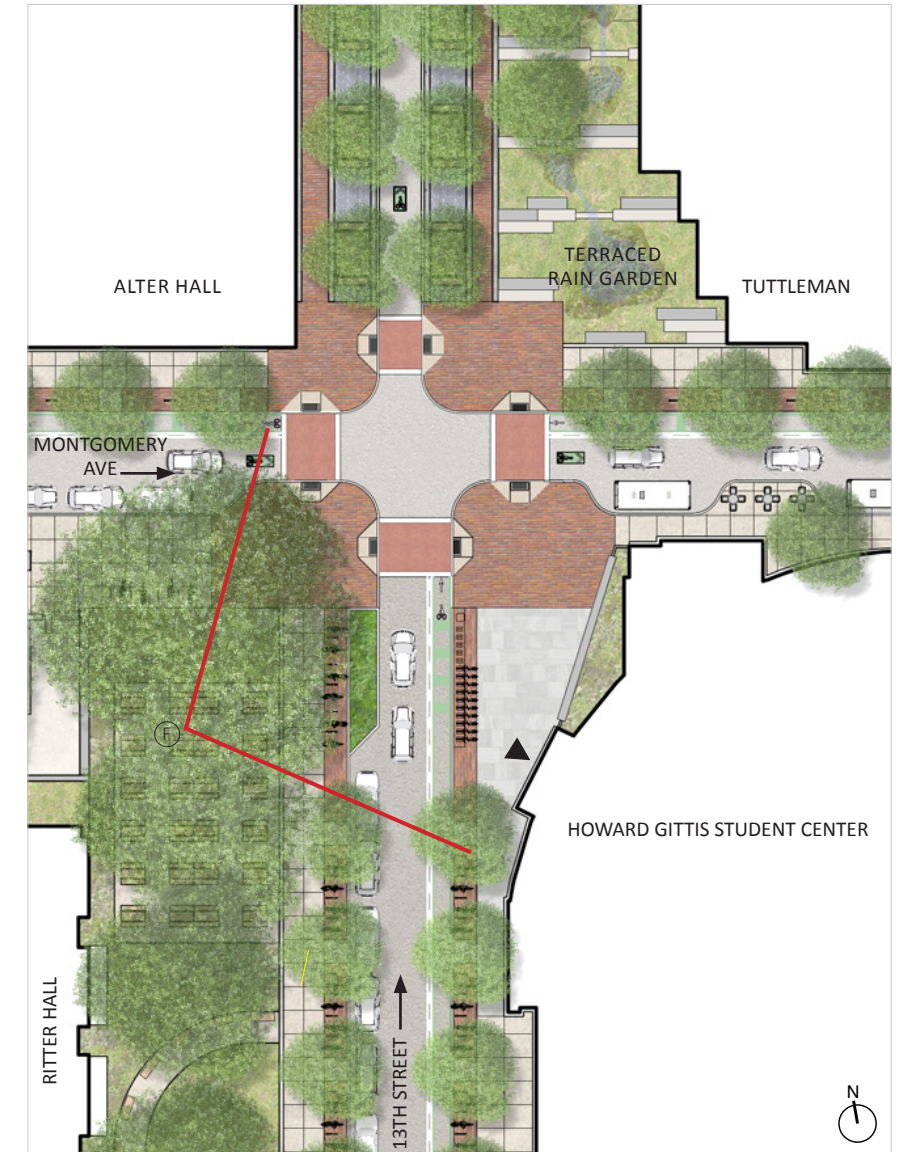 TERRACED
RAIN GARDEN
ALTER HALL
TUTTLEMAN
MONTGOMERY
AVE
F
HOWARD GITTIS STUDENT CENTER
RITTER HALL
13TH STREET
N